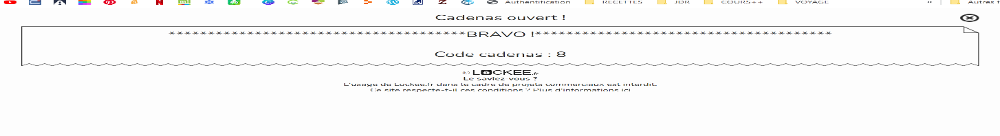 Authentification RECETTES JDR COURS++ VOYAGE » Autres f
Cadenas ouvert !
**************************************BRAVO !**************************************
Code cadenas : 8
© LOCKEE.fr
Le saviez-vous ?
L'usage de Lockee.fr dans le cadre de projets commerciaux est interdit.
Ce site respecte-t-il ces conditions ? Plus d'informations ici